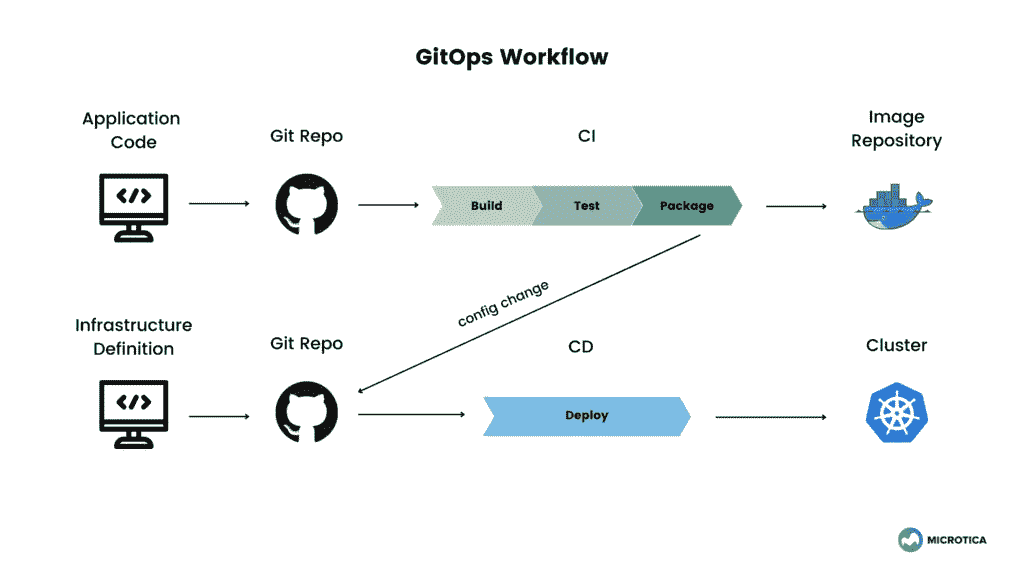 GitOps Workflow
Application
Code
Git Repo
CI
Image
Repository
</>
Build
Test
Package
config change
Infrastructure
Definition
Git Repo
CD
Cluster
</>
Deploy
MICROTICA